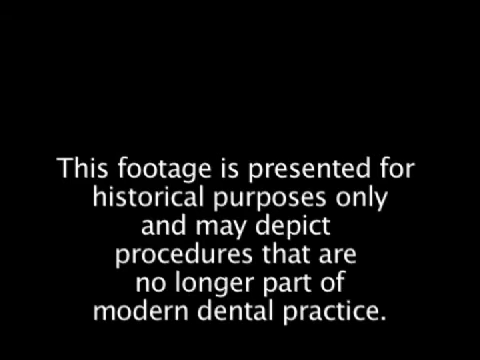 This footage is presented for
historical purposes only
and may depict
procedures that are
no longer part of
modern dental practice.